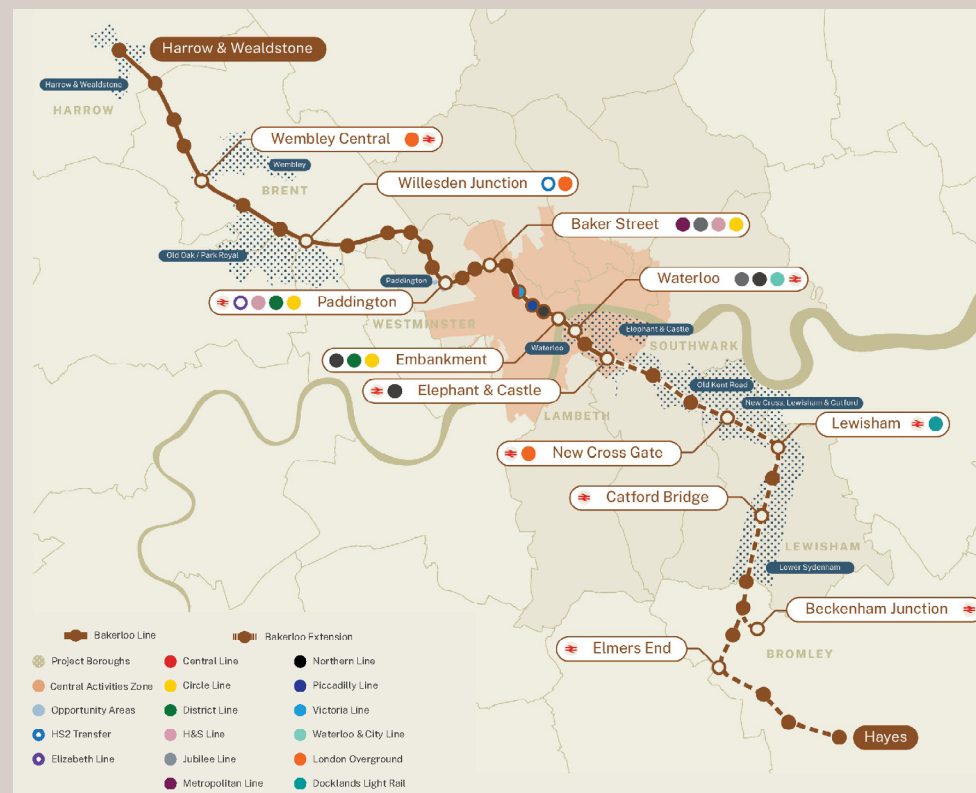 Harrow & Wealdstone
Harrow & Wealdstone
HARROW
Wembley Central
Wembley
BRENT
Willesden Junction
Baker Street
Old Oak / Park Royal
Paddington
Waterloo
Paddington
WESTMINSTER
Elephant & Castle
Waterloo
SOUTHWARK
Embankment
Elephant & Castle
Old Kent Road
New Cross, Lewisham & Catford
LAMBETH
Lewisham
New Cross Gate
Catford Bridge
LEWISHAM
Lower Sydenham
Beckenham Junction
Elmers End
BROMLEY
Hayes
Bakerloo Line
Bakerloo Extension
Project Boroughs
Central Line
Northern Line
Central Activities Zone
Circle Line
Piccadilly Line
Opportunity Areas
District Line
Victoria Line
HS2 Transfer
H&S Line
Waterloo & City Line
Elizabeth Line
Jubilee Line
London Overground
Metropolitan Line
Docklands Light Rail